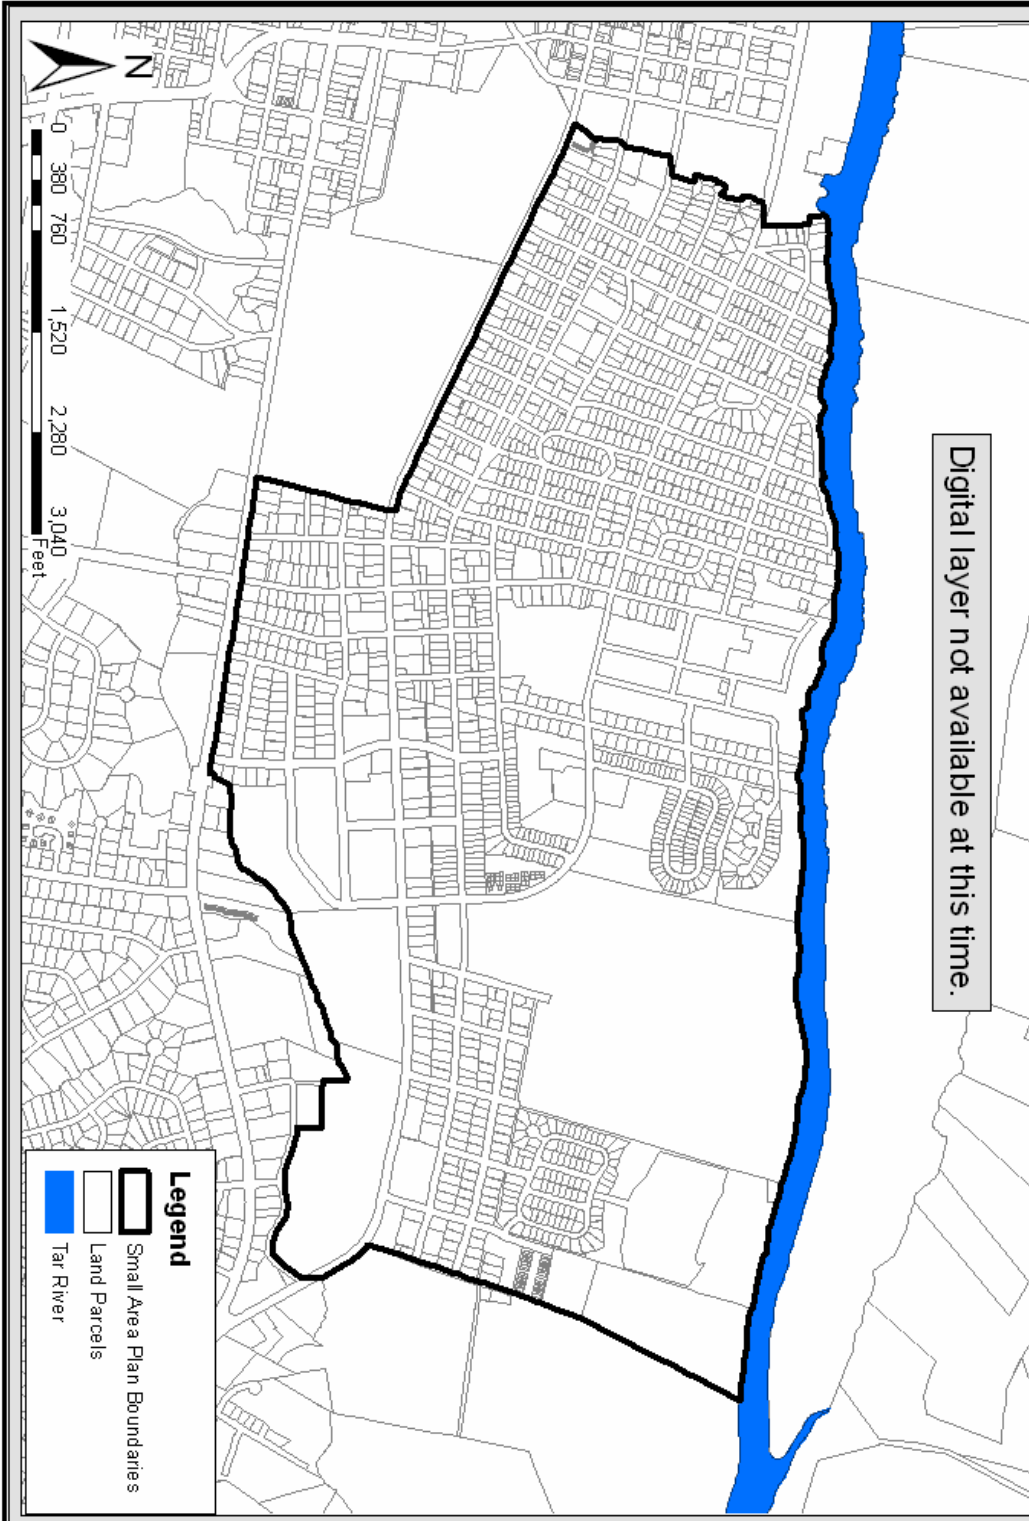 Digital layer not available at this time.
N
0 380 760 1,520 2,280 3,040
Feet
Legend
Small Area Plan Boundaries
Land Parcels
Tar River